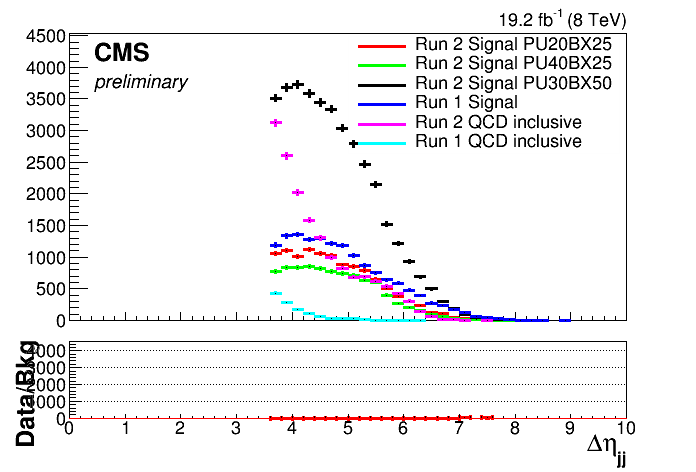 19.2 fb⁻¹ (8 TeV)
CMS
preliminary
Run 2 Signal PU20BX25
Run 2 Signal PU40BX25
Run 2 Signal PU30BX50
Run 1 Signal
Run 2 QCD inclusive
Run 1 QCD inclusive
4500
4000
3500
3000
2500
2000
1500
1000
500
0
Data/Bkg
0
0 1 2 3 4 5 6 7 8 9 10
Δηjj